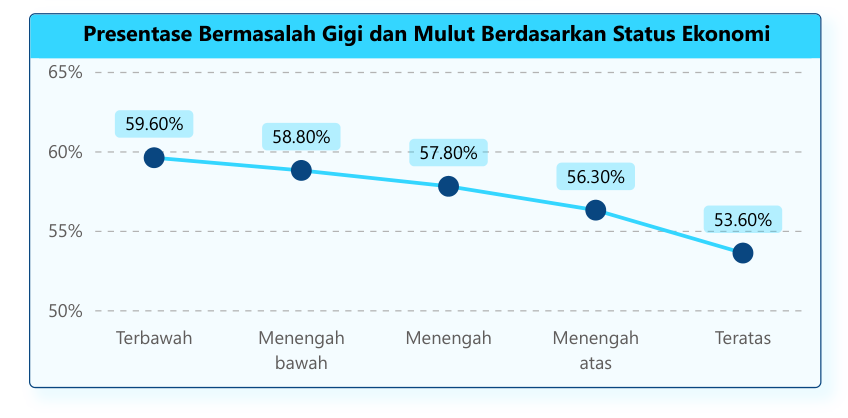 Presentase Bermasalah Gigi dan Mulut Berdasarkan Status Ekonomi
65%
59.60%
58.80%
57.80%
60%
56.30%
53.60%
55%
50%
Terbawah
Menengah
bawah
Menengah
Menengah
atas
Teratas